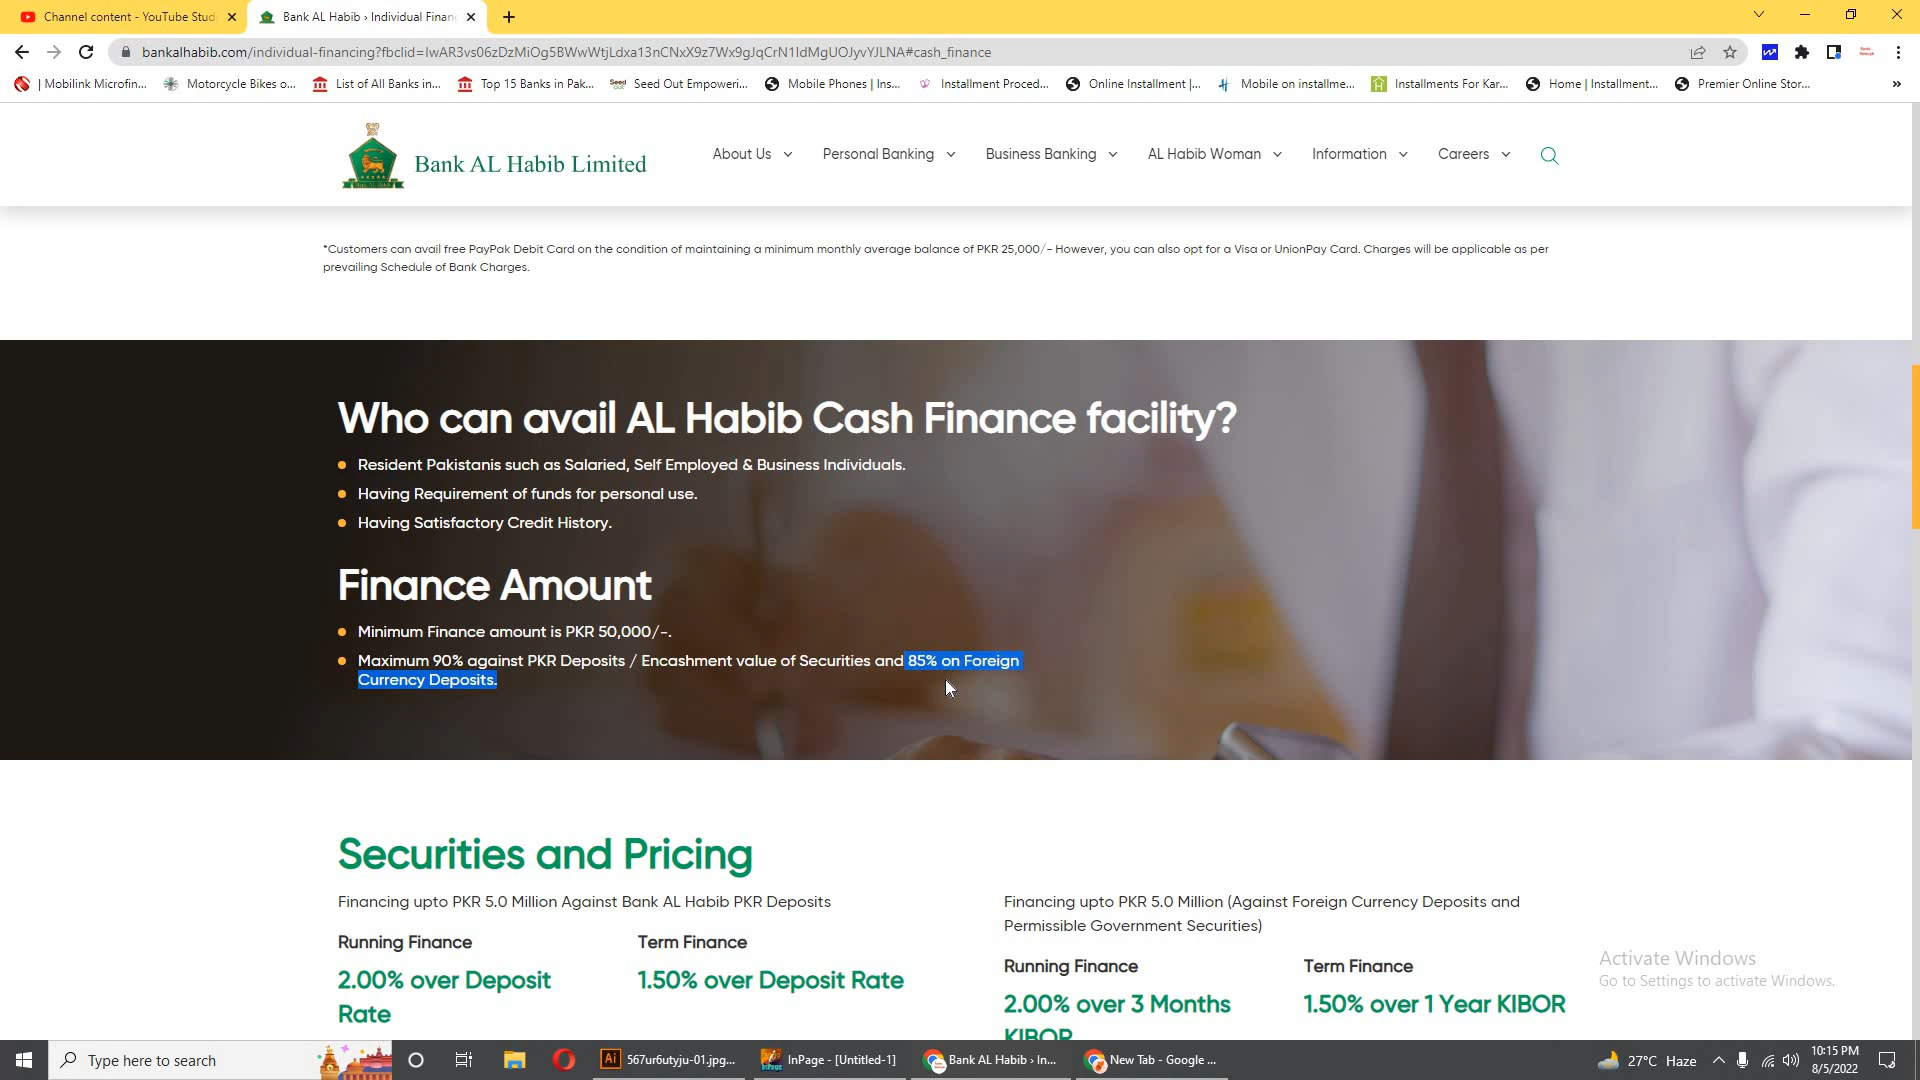 Channel content - YouTube Stud
Bank AL Habib › Individual Financ
bankalhabib.com/individual-financing?fbclid=IwAR3vs06zDzMiOg5BWwWtjLdxa13nCNxX9z7Wx9gJqCrN1IdMgUOJyvYJLNA#cash_finance
| Mobilink Microfin...
Motorcycle Bikes o...
List of All Banks in...
Top 15 Banks in Pak...
Seed Out Empoweri...
Mobile Phones | Ins...
Installment Proced...
Online Installment |...
Mobile on installme...
Installments For Kar...
Home | Installment...
Premier Online Stor...
»
Bank AL Habib Limited
About Us
Personal Banking
Business Banking
AL Habib Woman
Information
Careers
*Customers can avail free PayPak Debit Card on the condition of maintaining a minimum monthly average balance of PKR 25,000/- However, you can also opt for a Visa or UnionPay Card. Charges will be applicable as per
prevailing Schedule of Bank Charges.
Who can avail AL Habib Cash Finance facility?
Resident Pakistanis such as Salaried, Self Employed & Business Individuals.
Having Requirement of funds for personal use.
Having Satisfactory Credit History.
Finance Amount
Minimum Finance amount is PKR 50,000/-.
Maximum 90% against PKR Deposits / Encashment value of Securities and 85% on Foreign
Currency Deposits.
Securities and Pricing
Financing upto PKR 5.0 Million Against Bank AL Habib PKR Deposits
Running Finance
Term Finance
2.00% over Deposit
Rate
1.50% over Deposit Rate
Financing upto PKR 5.0 Million (Against Foreign Currency Deposits and
Permissible Government Securities)
Running Finance
Term Finance
2.00% over 3 Months
KIBOR
1.50% over 1 Year KIBOR
Activate Windows
Go to Settings to activate Windows.
Type here to search
567ur6utyju-01.jpg...
InPage - [Untitled-1]
Bank AL Habib › In...
New Tab - Google ...
27°C Haze
10:15 PM
8/5/2022